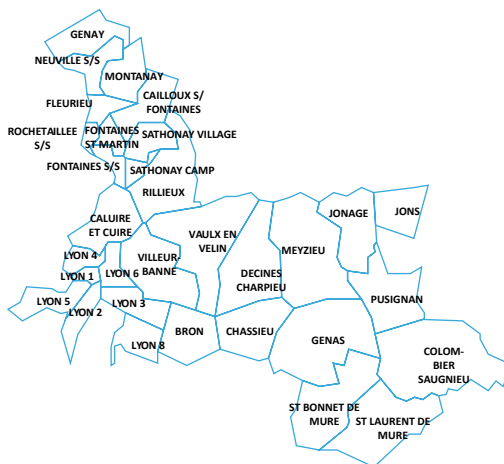 GENAY
NEUVILLE S/S
MONTANAY
FLEURIEU
CAILLOUX S/
FONTAINES
ROCHETAILLEE
S/S
FONTAINES
ST MARTIN
SATHONAY VILLAGE
FONTAINES S/S
SATHONAY CAMP
RILLIEUX
CALUIRE
ET CUIRE
VAULX EN
VELIN
JONAGE
JONS
MEYZIEU
LYON 4
VILLEUR-
BANNE
LYON 1
LYON 6
DECINES
CHARPIEU
LYON 5
LYON 2
LYON 3
PUSIGNAN
LYON 8
BRON
CHASSIEU
GENAS
COLOM-
BIER
SAUGNIEU
ST BONNET DE
MURE
ST LAURENT DE
MURE